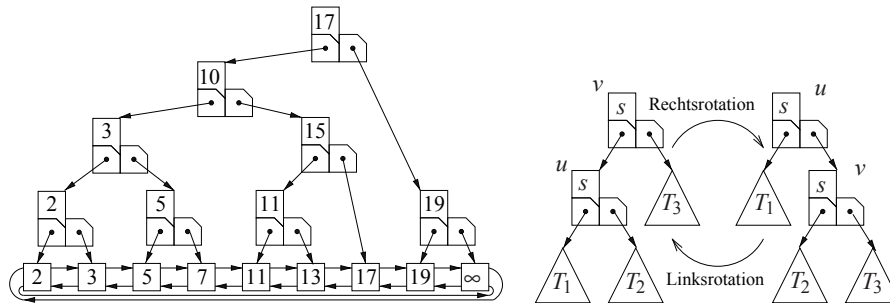 17
10
3
15
2
5
11
19
2 3 5 7 11 13 17 19 ∞
v
s
Rechtsrotation
u
s
u
s
T3
T1
v
s
T1
T2
Linksrotation
T2
T3